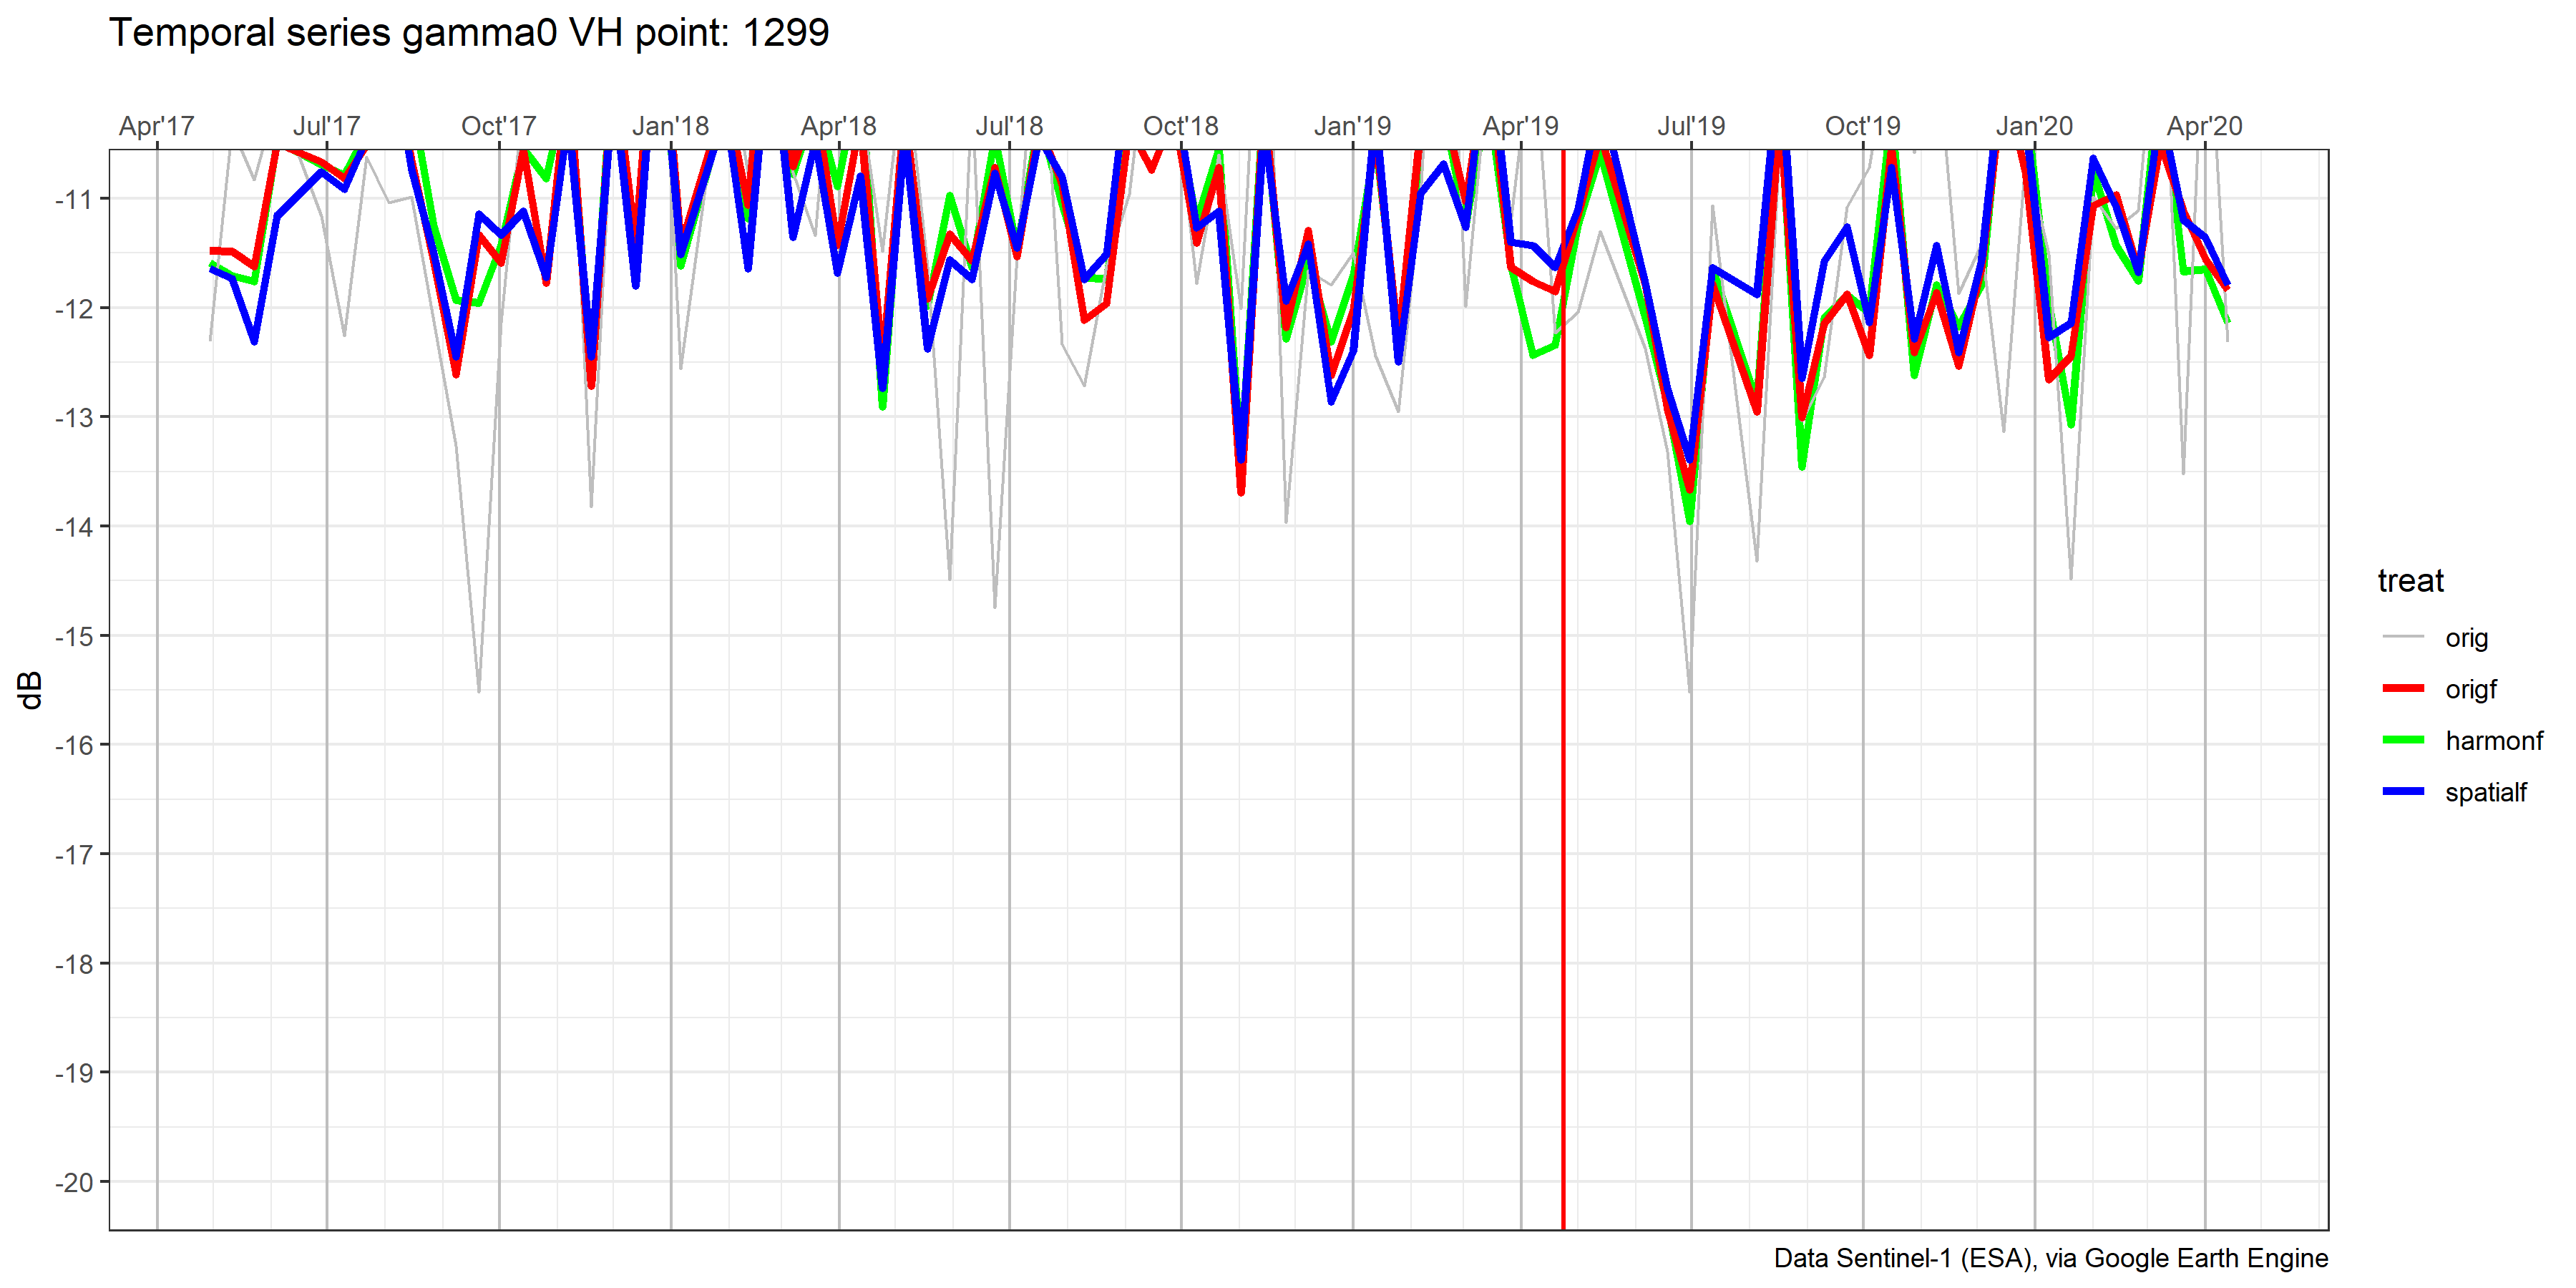 Temporal series gamma0 VH point: 1299
Apr'17 Jul'17 Oct'17 Jan'18 Apr'18 Jul'18 Oct'18 Jan'19 Apr'19 Jul'19 Oct'19 Jan'20 Apr'20
-11
-12
-13
-14
-15
-16
-17
-18
-19
-20
dB
treat
orig
origf
harmonf
spatialf
Data Sentinel-1 (ESA), via Google Earth Engine